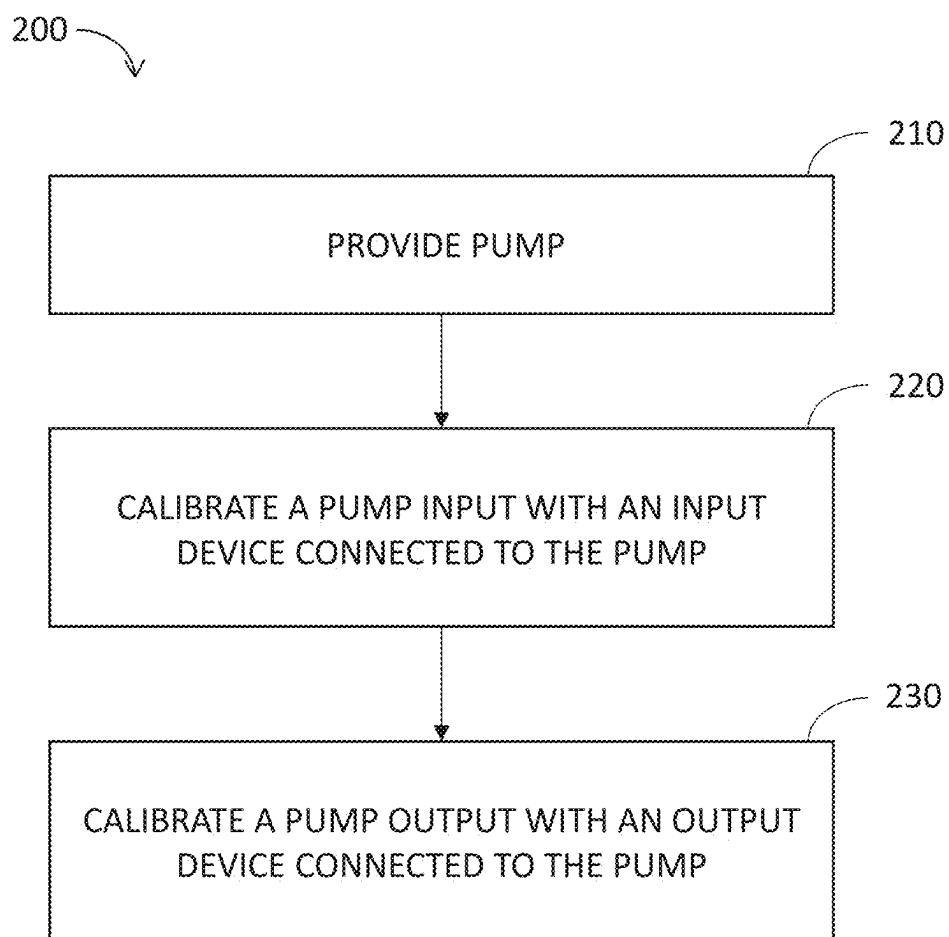 200
210
PROVIDE PUMP
220
CALIBRATE A PUMP INPUT WITH AN INPUT
DEVICE CONNECTED TO THE PUMP
230
CALIBRATE A PUMP OUTPUT WITH AN OUTPUT
DEVICE CONNECTED TO THE PUMP